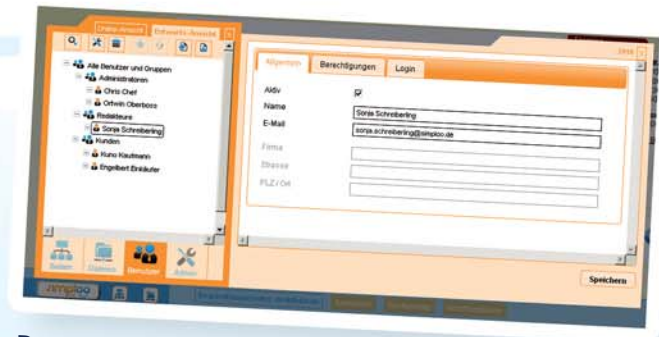 Online-Ansicht
Entwurfs-Ansicht
Alle Benutzer und Gruppen
Administratoren
Chris Chef
Ortwin Oberboss
Redakteure
Sonja Schreiberling
Kunden
Kuno Kaufmann
Engelbert Einkäufer
Seiten
Dateien
Benutzer
Admin
Allgemein
Berechtigungen
Login
Aktiv
Name
Sonja Schreiberling
E-Mail
sonja.schreiberling@simploo.de
Firma
Strasse
PLZ / Ort
Speichern
simploo